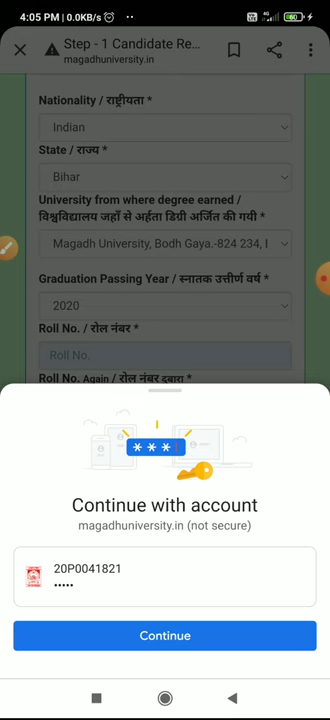 4:05 PM | 0.0KB/s
4G
60
Step - 1 Candidate Re...
magadhuniversity.in
Nationality / राष्ट्रीयता *
Indian
State / राज्य *
Bihar
University from where degree earned /
विश्वविद्यालय जहाँ से अर्हता डिग्री अर्जित की गयी *
Magadh University, Bodh Gaya.-824 234, I
Graduation Passing Year / स्नातक उत्तीर्ण वर्ष *
2020
Roll No. / रोल नंबर *
Roll No.
Roll No. Again / रोल नंबर दुबारा *
***
Continue with account
magadhuniversity.in (not secure)
20P0041821
•••••
Continue